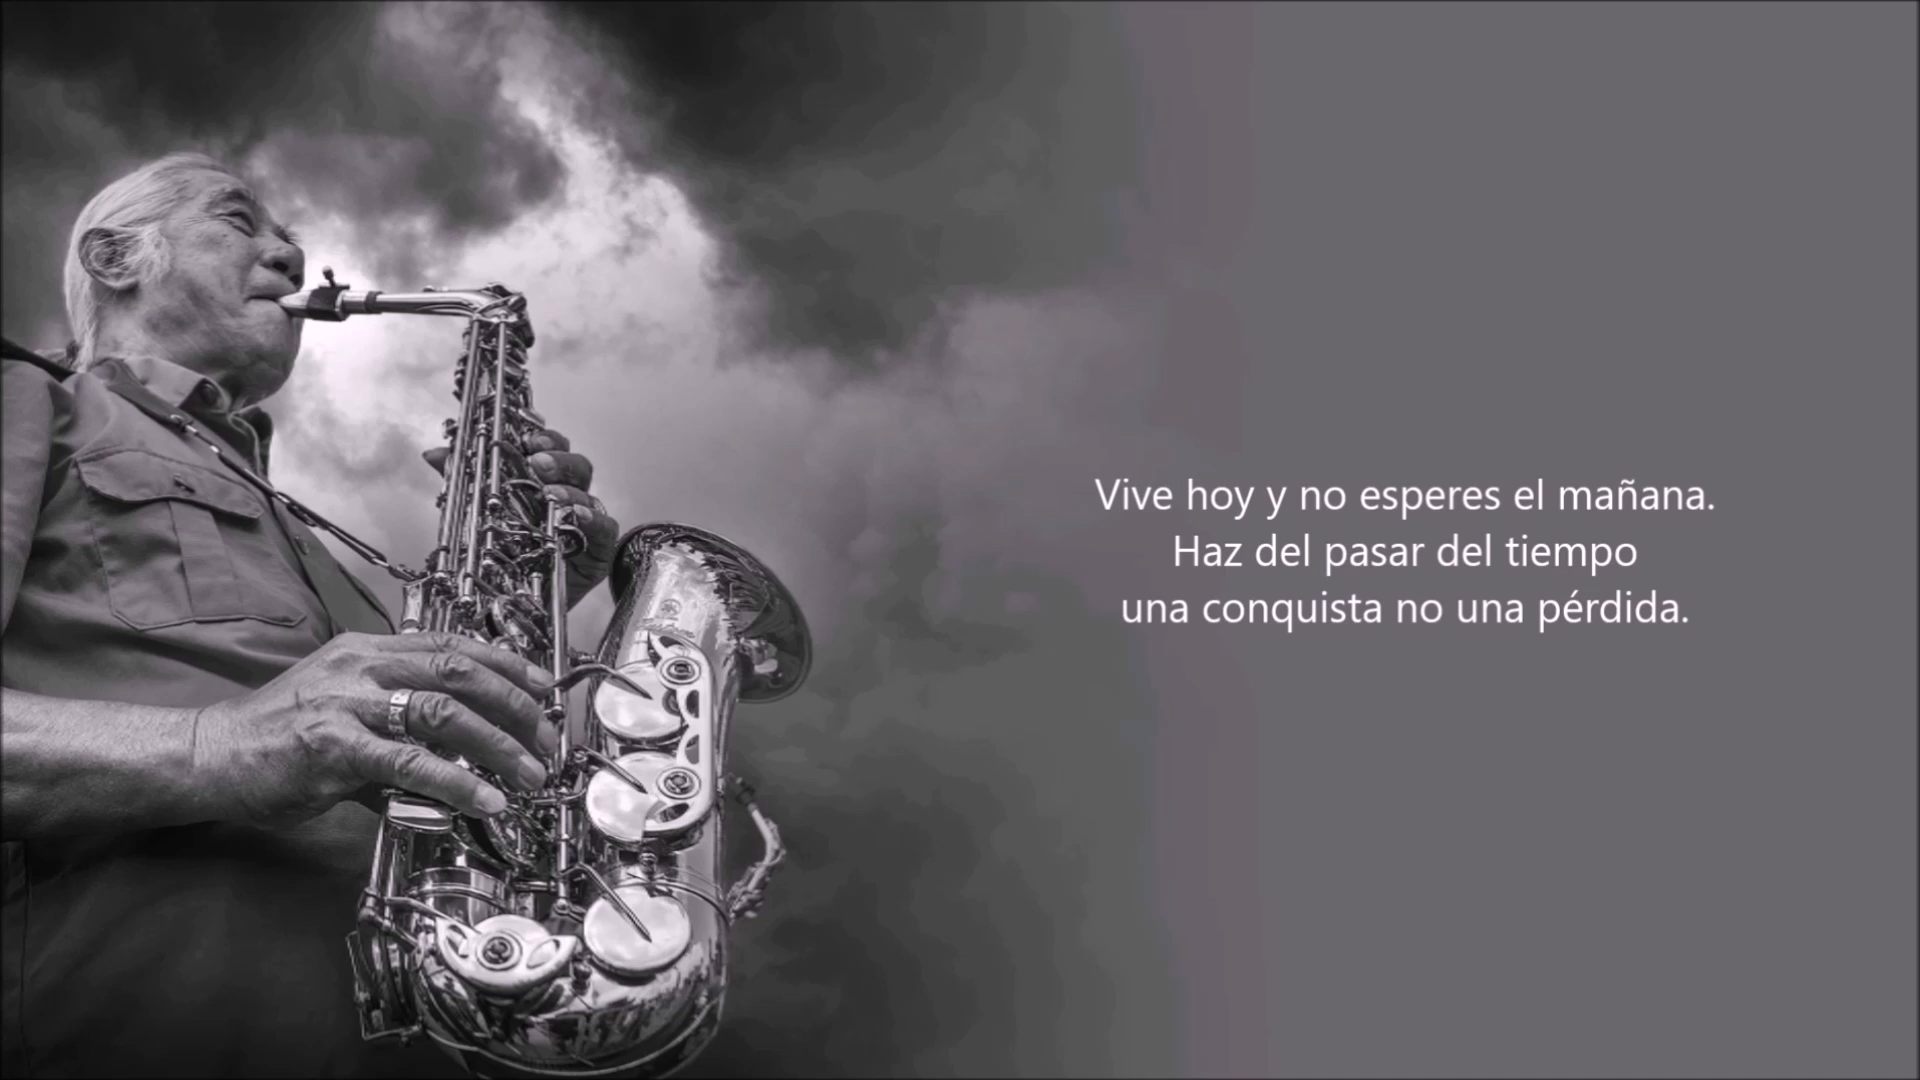 Vive hoy y no esperes el mañana.
Haz del pasar del tiempo
una conquista no una pérdida.